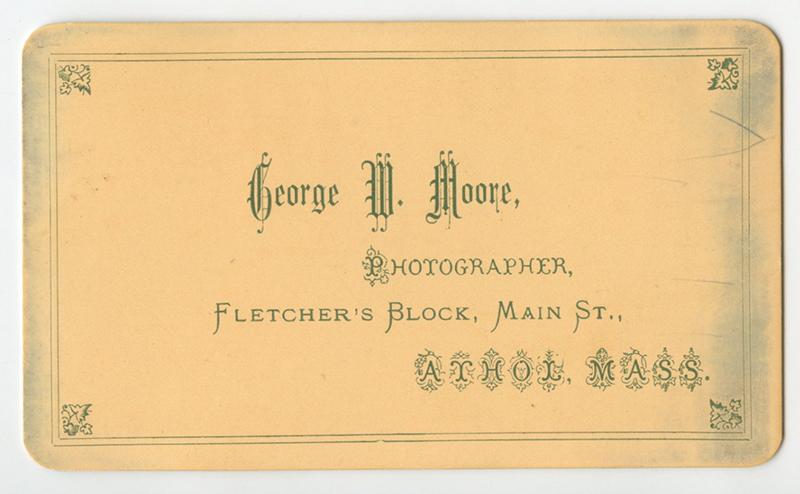 George W. Moore,
Photographer,
Fletcher's Block, Main St.,
Athol, Mass.